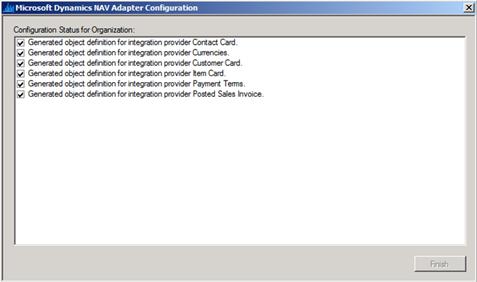 Microsoft Dynamics NAV Adapter Configuration
Configuration Status for Organization:
Generated object definition for integration provider Contact Card.
Generated object definition for integration provider Currencies.
Generated object definition for integration provider Customer Card.
Generated object definition for integration provider Item Card.
Generated object definition for integration provider Payment Terms.
Generated object definition for integration provider Posted Sales Invoice.
Finish